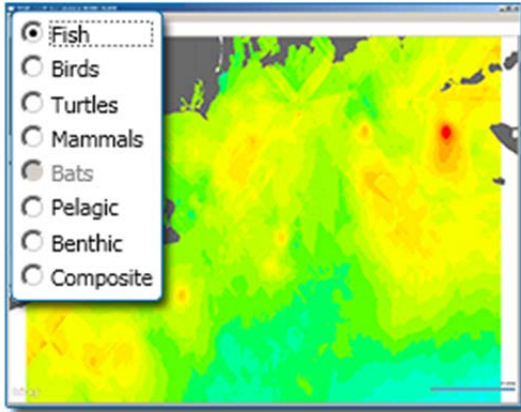 Fish
Birds
Turtles
Mammals
Bats
Pelagic
Benthic
Composite